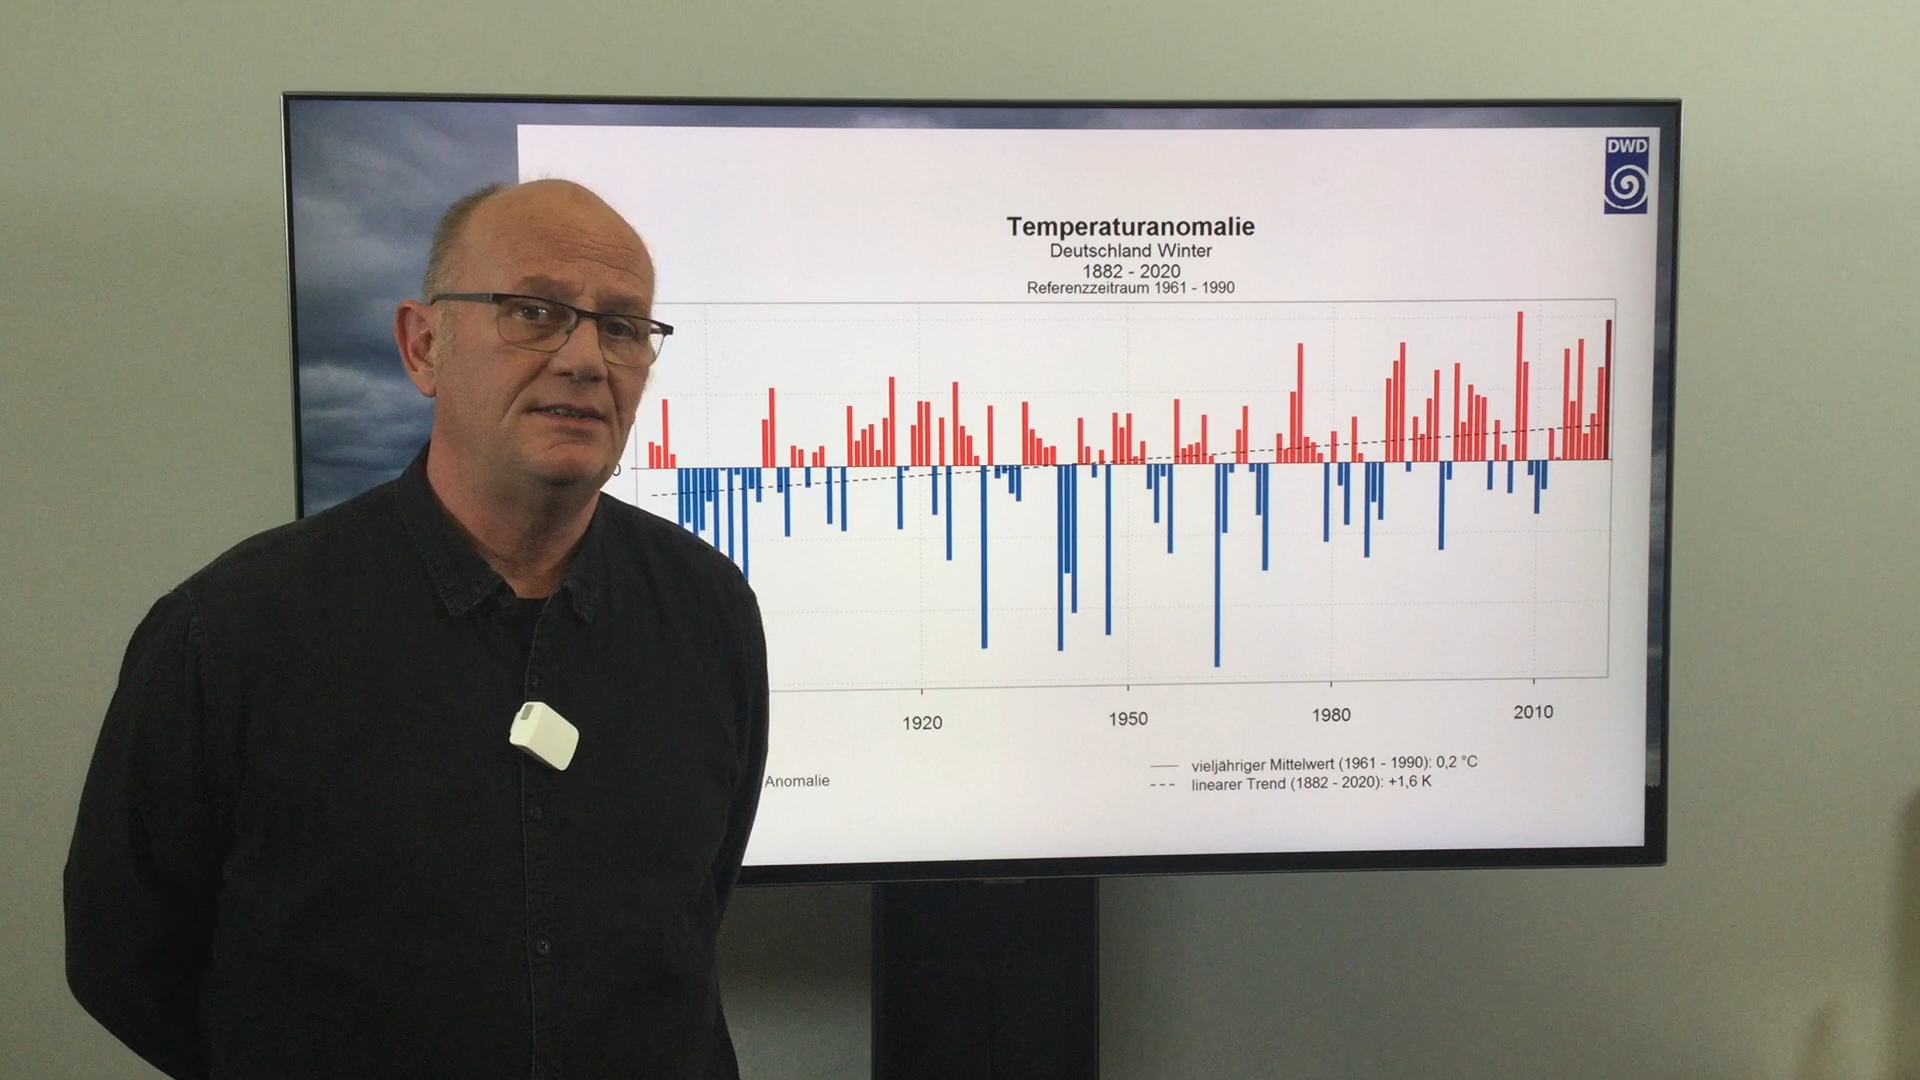 DWD
Temperaturanomalie
Deutschland Winter
1882 - 2020
Referenzzeitraum 1961 - 1990
0
1920
1950
1980
2010
vieljähriger Mittelwert (1961 - 1990): 0,2 °C
Anomalie
linearer Trend (1882 - 2020): +1,6 K